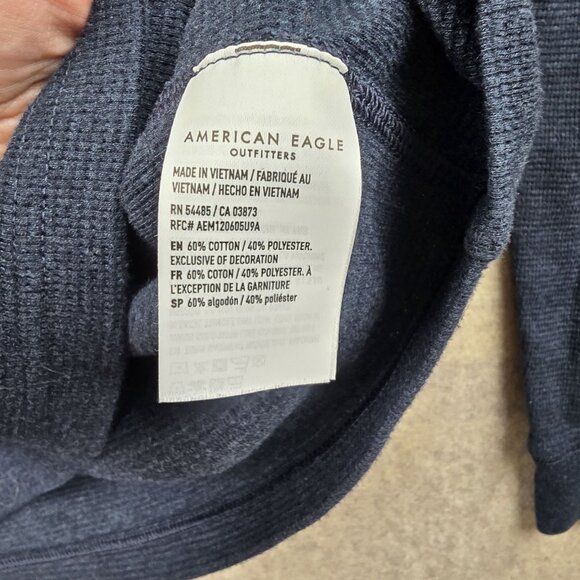 AMERICAN EAGLE
OUTFITTERS
MADE IN VIETNAM / FABRIQUÉ AU
VIETNAM / HECHO EN VIETNAM
RN 54485 / CA 03873
RFC# AEM120605U9A
EN 60% COTTON / 40% POLYESTER.
EXCLUSIVE OF DECORATION
FR 60% COTON / 40% POLYESTER. À
L'EXCEPTION DE LA GARNITURE
SP 60% algodón / 40% poliéster